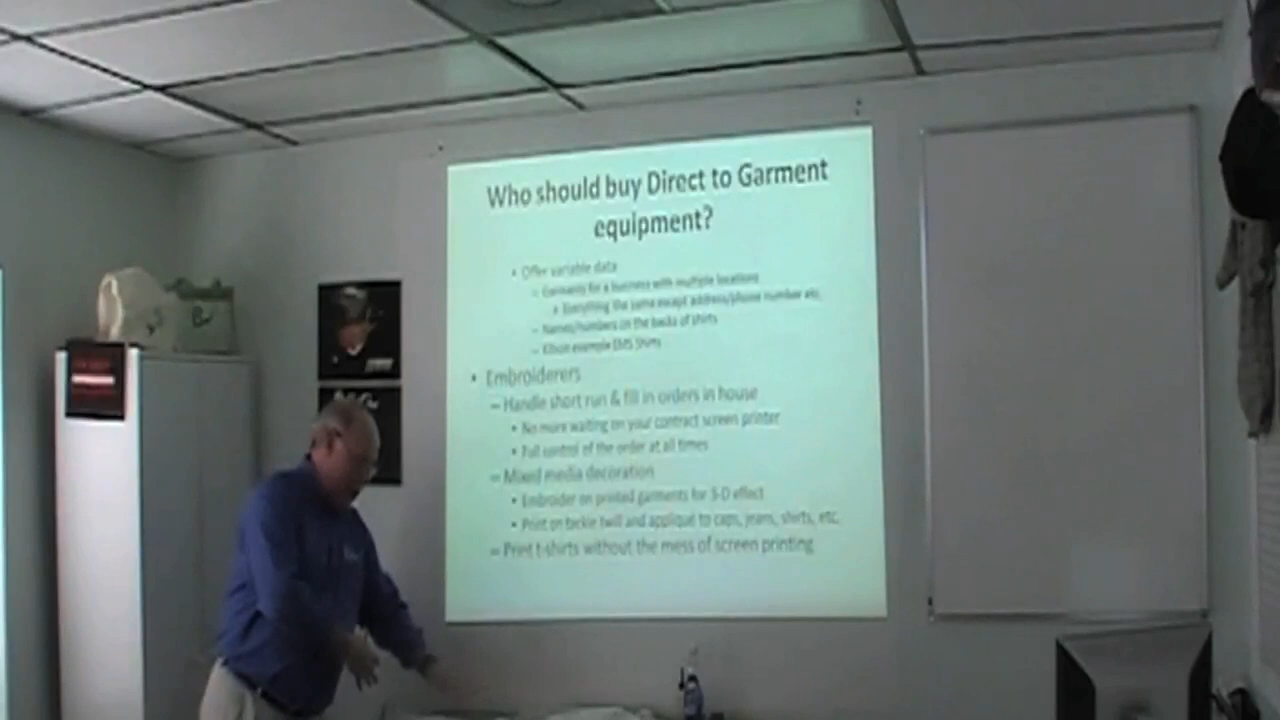 Who should buy Direct to Garment
equipment?
• Offer variable data
– Garments for a business with multiple locations
• Everything the same except address/phone number etc.
– Names/numbers on the backs of shirts
– example EMS Shirts
• Embroiderers
– Handle short run & fill in orders in house
• No more waiting on your contract screen printer
• Full control of the order at all times
– Mixed media decoration
• Embroider on printed garments for 3-D effect
• Print on tackle twill and appliqué to caps, jeans, shirts, etc.
– Print t-shirts without the mess of screen printing